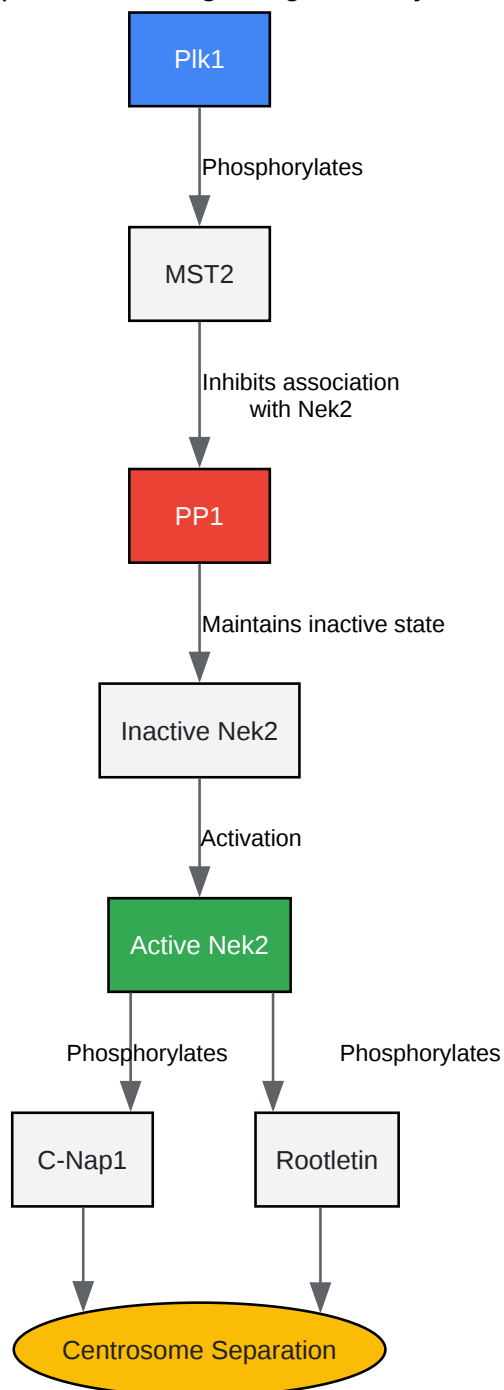 Plk1
Phosphorylates
MST2
Inhibits association
with Nek2
PP1
Maintains inactive state
Inactive Nek2
Activation
Active Nek2
Phosphorylates
Phosphorylates
C-Nap1
Rootletin
Centrosome Separation